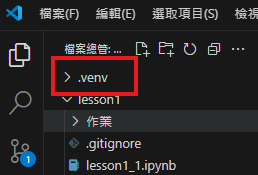 檔案(F) 編輯(E) 選取項目(S) 檢視
檔案總管: ...
.venv
lesson1
作業
.gitignore
lesson1_1.ipynb
1